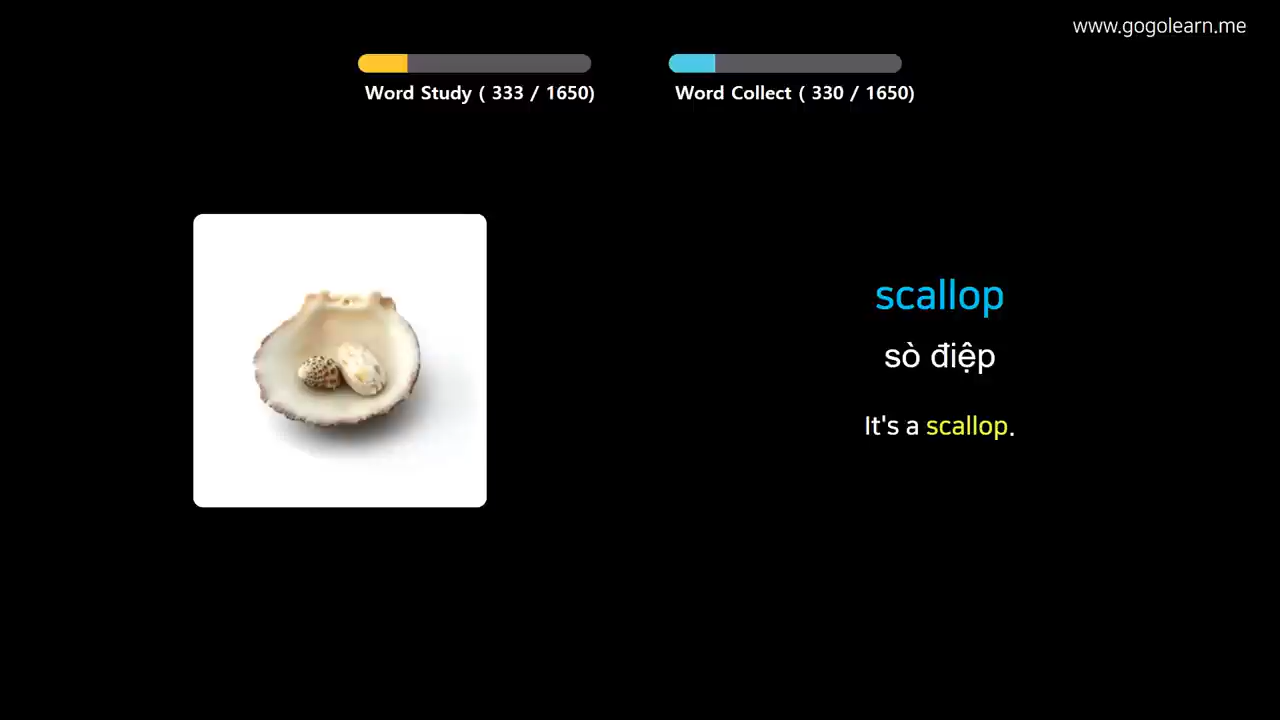 www.gogolearn.me
Word Study ( 333 / 1650)
Word Collect ( 330 / 1650)
scallop
sò điệp
It's a scallop.